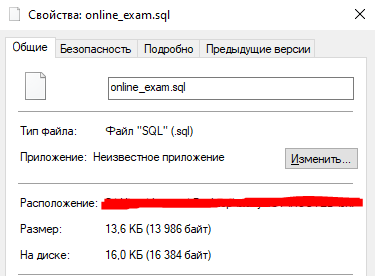 Свойства: online_exam.sql
Общие Безопасность Подробно Предыдущие версии
online_exam.sql
Тип файла: Файл "SQL" (.sql)
Приложение: Неизвестное приложение Изменить...
Расположение:
Размер: 13,6 КБ (13 986 байт)
На диске: 16,0 КБ (16 384 байт)